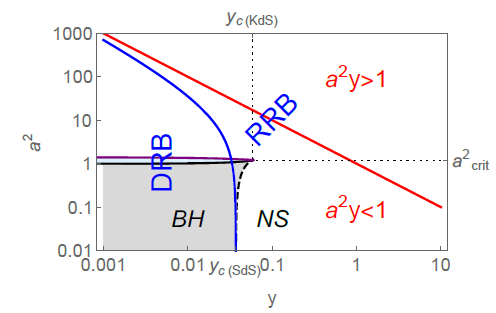 y_c (KdS)
1000
100
10
1
0.1
0.01
a²
a²y>1
RRB
DRB
a²crit
a²y<1
BH
NS
0.001
0.01
y_c (SdS)
0.1
1
10
y